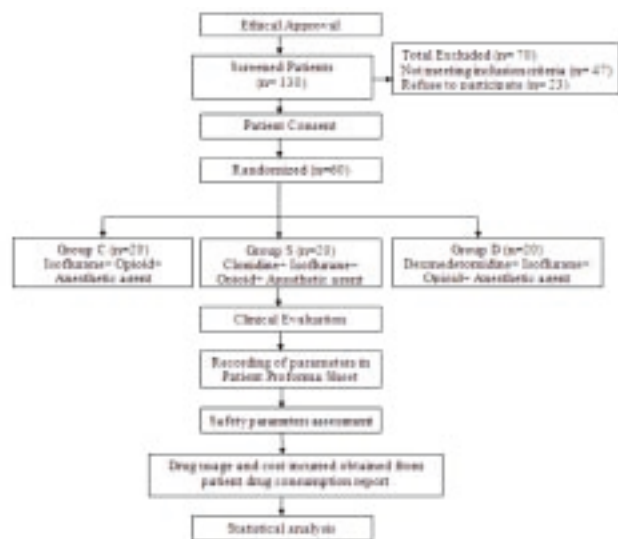 Ethical Approval
Screened Patients
(n= 130)
Total Excluded (n= 70)
Not meeting inclusion criteria (n= 47)
Refuse to participate (n= 23)
Patient Consent
Randomized (n=60)
Group C (n=20)
Isoflurane+ Opioid+
Anesthetic agent
Group S (n=20)
Clonidine+ Isoflurane+
Opioid+ Anesthetic agent
Group D (n=20)
Dexmedetomidine+ Isoflurane+
Opioid+ Anesthetic agent
Clinical Evaluation
Recording of parameters in
Patient Proforma Sheet
Safety parameters assessment
Drug usage and cost incurred obtained from
patient drug consumption report
Statistical analysis